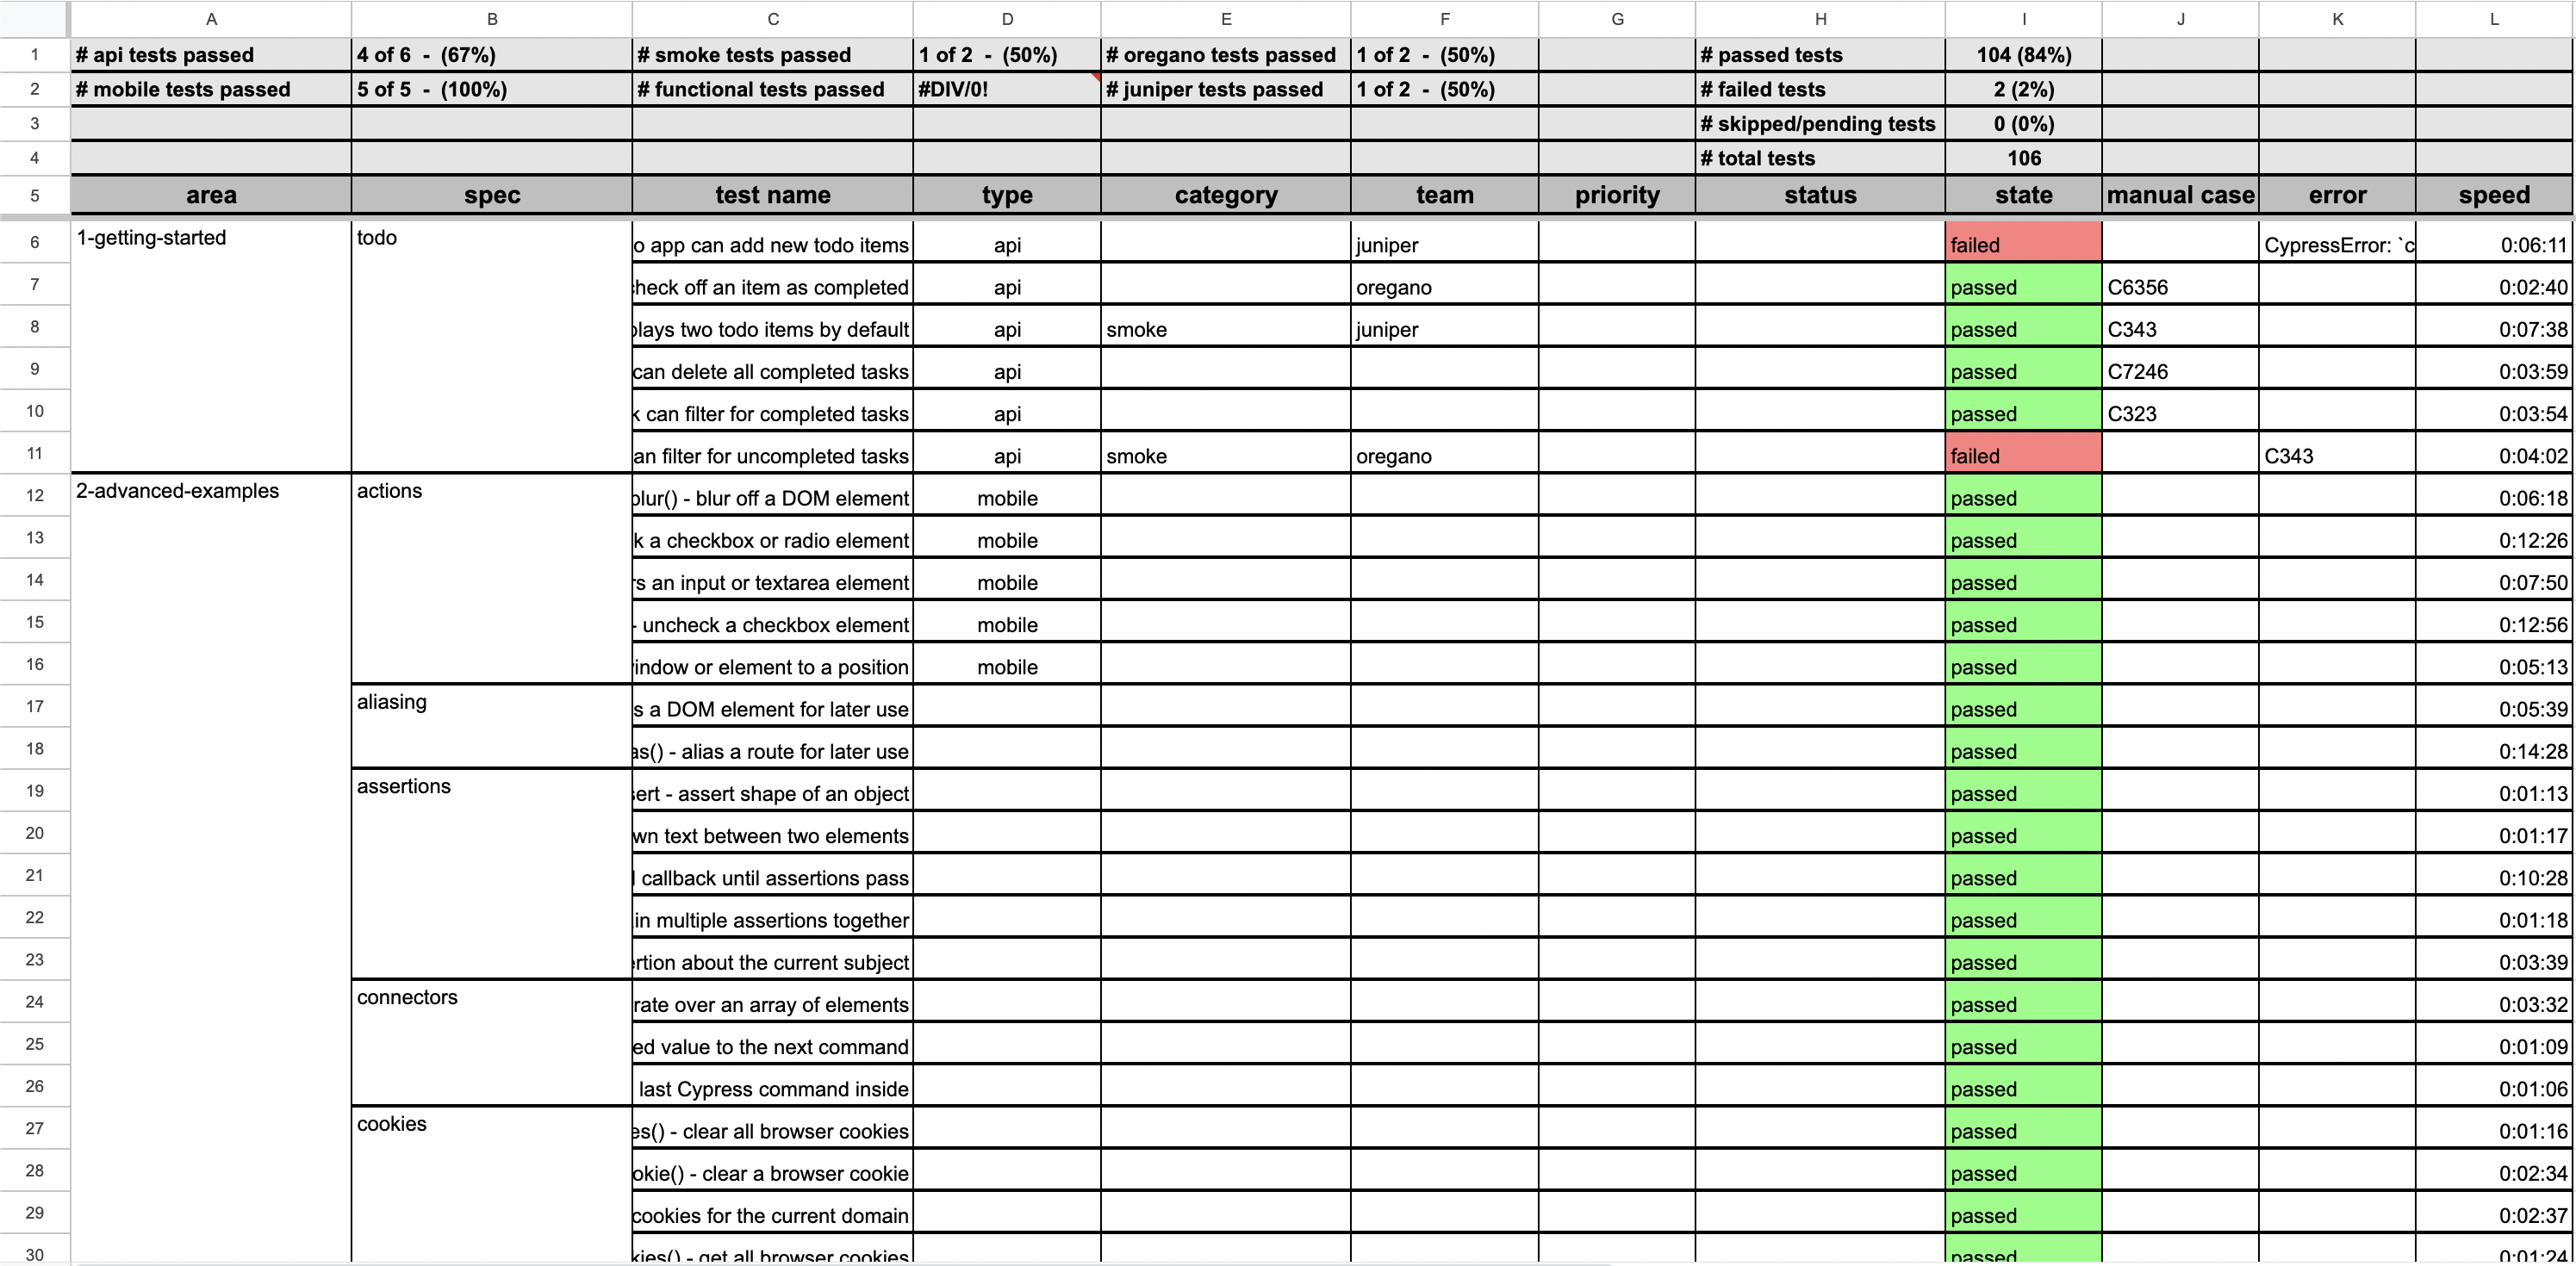 A B C D E F G H I J K L
1 # api tests passed 4 of 6 - (67%) # smoke tests passed 1 of 2 - (50%) # oregano tests passed 1 of 2 - (50%) # passed tests 104 (84%)
2 # mobile tests passed 5 of 5 - (100%) # functional tests passed #DIV/0! # juniper tests passed 1 of 2 - (50%) # failed tests 2 (2%)
3 # skipped/pending tests 0 (0%)
4 # total tests 106
5 area spec test name type category team priority status state manual case error speed
6 1-getting-started todo o app can add new todo items api juniper failed CypressError: `c 0:06:11
7 check off an item as completed api oregano passed C6356 0:02:40
8 plays two todo items by default api smoke juniper passed C343 0:07:38
9 can delete all completed tasks api passed C7246 0:03:59
10 k can filter for completed tasks api passed C323 0:03:54
11 an filter for uncompleted tasks api smoke oregano failed C343 0:04:02
12 2-advanced-examples actions blur() - blur off a DOM element mobile passed 0:06:18
13 k a checkbox or radio element mobile passed 0:12:26
14 rs an input or textarea element mobile passed 0:07:50
15 - uncheck a checkbox element mobile passed 0:12:56
16 indow or element to a position mobile passed 0:05:13
17 aliasing s a DOM element for later use passed 0:05:39
18 as() - alias a route for later use passed 0:14:28
19 assertions sert - assert shape of an object passed 0:01:13
20 wn text between two elements passed 0:01:17
21 callback until assertions pass passed 0:10:28
22 in multiple assertions together passed 0:01:18
23 ertion about the current subject passed 0:03:39
24 connectors rate over an array of elements passed 0:03:32
25 ed value to the next command passed 0:01:09
26 last Cypress command inside passed 0:01:06
27 cookies es() - clear all browser cookies passed 0:01:16
28 okie() - clear a browser cookie passed 0:02:34
29 cookies for the current domain passed 0:02:37
30 kies() - get all browser cookies passed 0:01:24